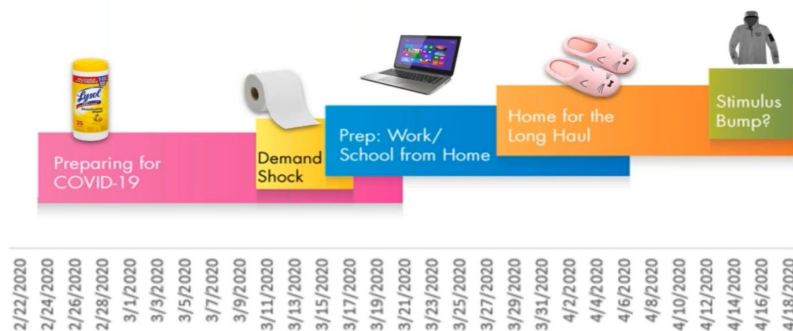 Lysol
Preparing for
COVID-19
Demand
Shock
Prep: Work/
School from Home
Home for the
Long Haul
Stimulus
Bump?
2/22/2020
2/24/2020
2/26/2020
2/28/2020
3/1/2020
3/3/2020
3/5/2020
3/7/2020
3/9/2020
3/11/2020
3/13/2020
3/15/2020
3/17/2020
3/19/2020
3/21/2020
3/23/2020
3/25/2020
3/27/2020
3/29/2020
3/31/2020
4/2/2020
4/4/2020
4/6/2020
4/8/2020
4/10/2020
4/12/2020
4/14/2020
4/16/2020
4/18/2020